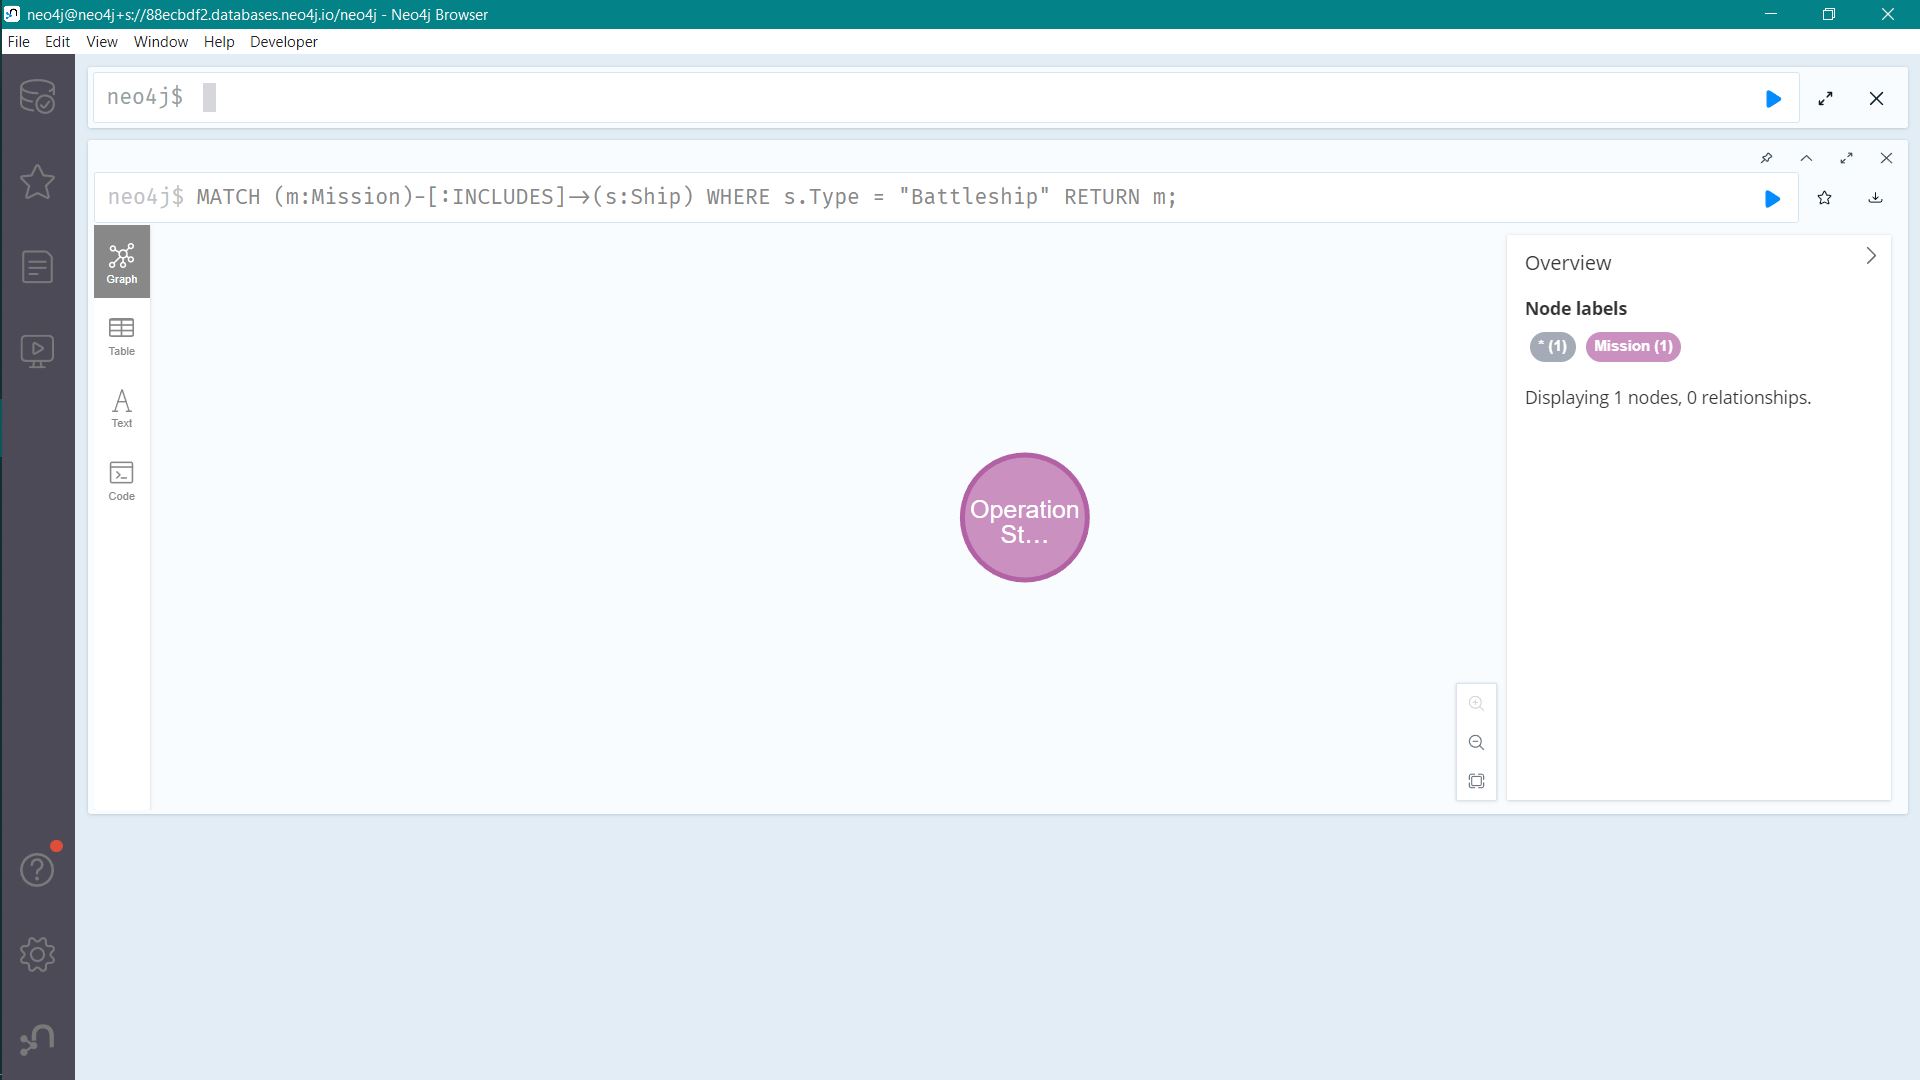 neo4j@neo4j+s://88ecbdf2.databases.neo4j.io/neo4j - Neo4j Browser
File Edit View Window Help Developer
neo4j$
neo4j$ MATCH (m:Mission)-[:INCLUDES]->(s:Ship) WHERE s.Type = "Battleship" RETURN m;
Graph
Table
Text
Code
Operation
St...
Overview
Node labels
* (1) Mission (1)
Displaying 1 nodes, 0 relationships.